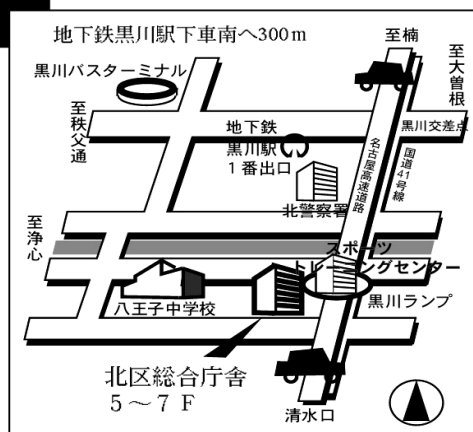 地下鉄黒川駅下車南へ300m
至楠
至大曽根
黒川バスターミナル
至秩父通
地下鉄
黒川駅
1番出口
黒川交差点
名古屋高速道路
国道41号線
北警察署
至浄心
スポーツ
トレーニングセンター
八王子中学校
黒川ランプ
北区総合庁舎
5～7 F
清水口